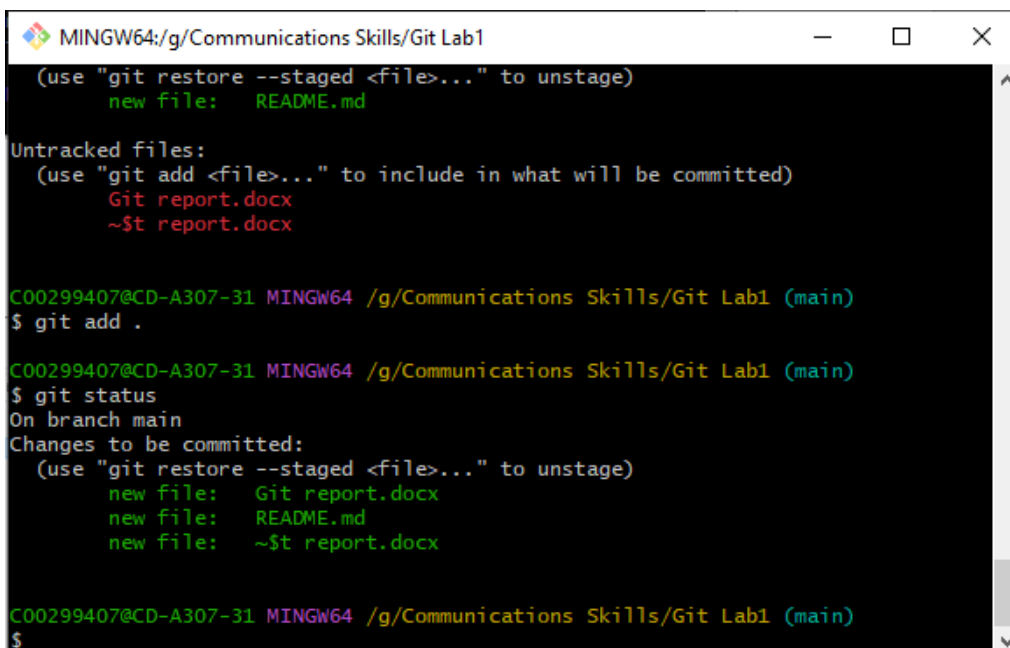 MINGW64:/g/Communications Skills/Git Lab1
(use "git restore --staged <file>..." to unstage)
new file:   README.md
Untracked files:
(use "git add <file>..." to include in what will be committed)
Git report.docx
~$t report.docx
C00299407@CD-A307-31 MINGW64 /g/Communications Skills/Git Lab1 (main)
$ git add .
C00299407@CD-A307-31 MINGW64 /g/Communications Skills/Git Lab1 (main)
$ git status
On branch main
Changes to be committed:
(use "git restore --staged <file>..." to unstage)
new file:   Git report.docx
new file:   README.md
new file:   ~$t report.docx
C00299407@CD-A307-31 MINGW64 /g/Communications Skills/Git Lab1 (main)
$